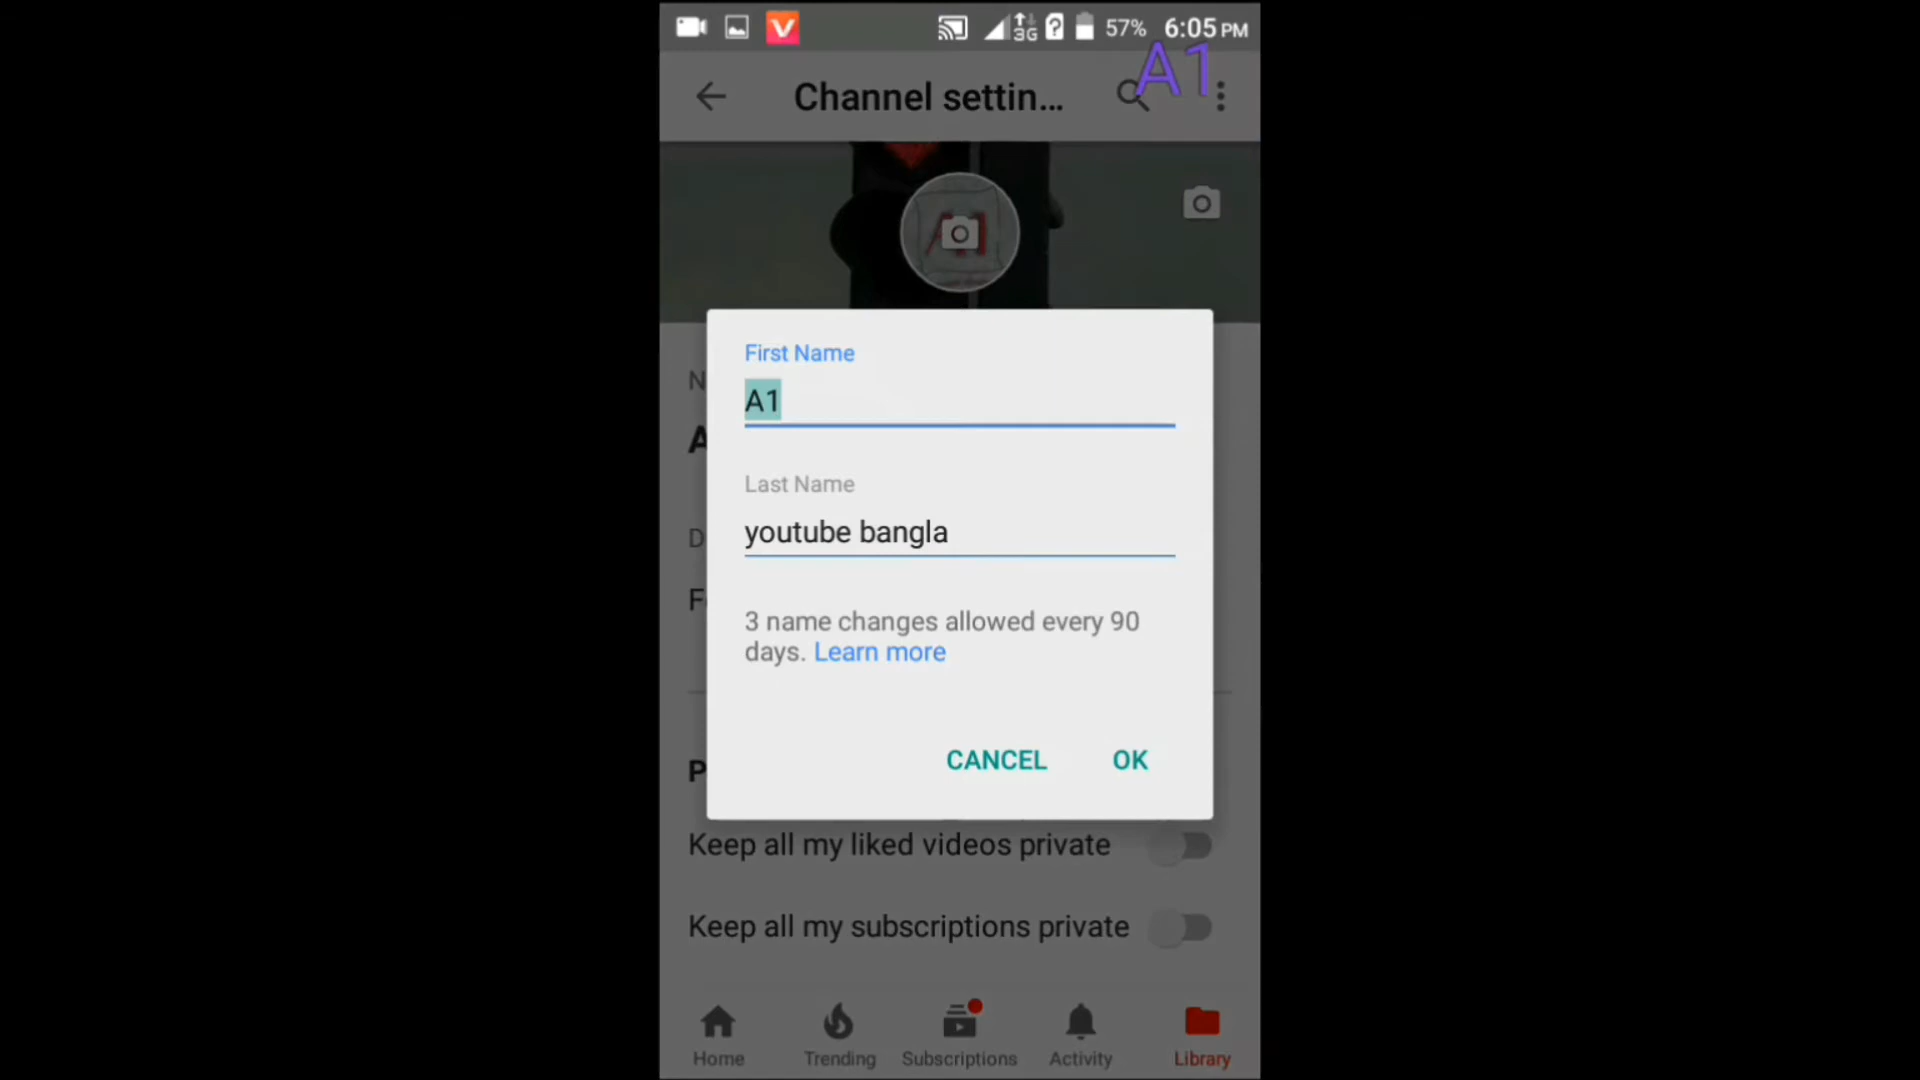 3G 57% 6:05 PM
A1
Channel settin...
A1
First Name
A1
Last Name
youtube bangla
3 name changes allowed every 90
days. Learn more
CANCEL OK
Keep all my liked videos private
Keep all my subscriptions private
Home Trending Subscriptions Activity Library